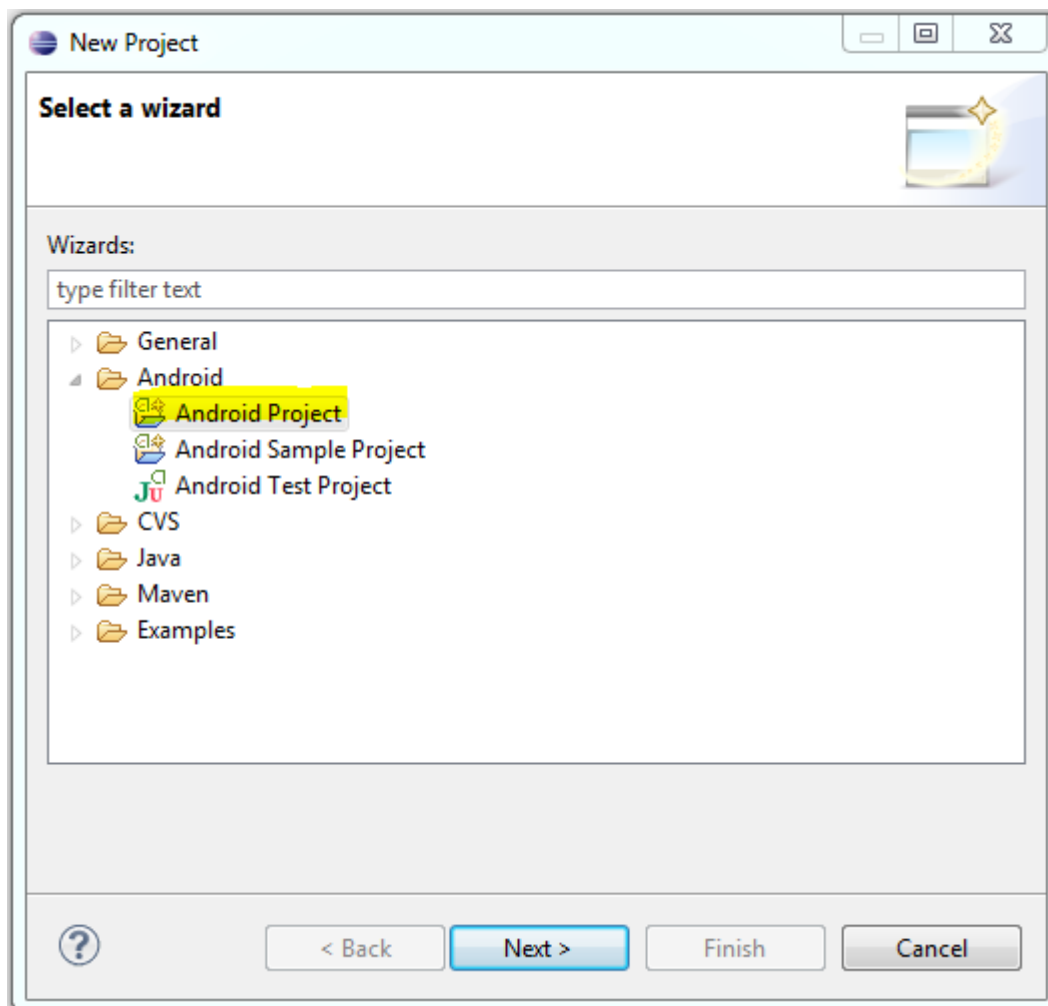 New Project
Select a wizard
Wizards:
type filter text
General
Android
Android Project
Android Sample Project
Android Test Project
CVS
Java
Maven
Examples
? < Back Next > Finish Cancel